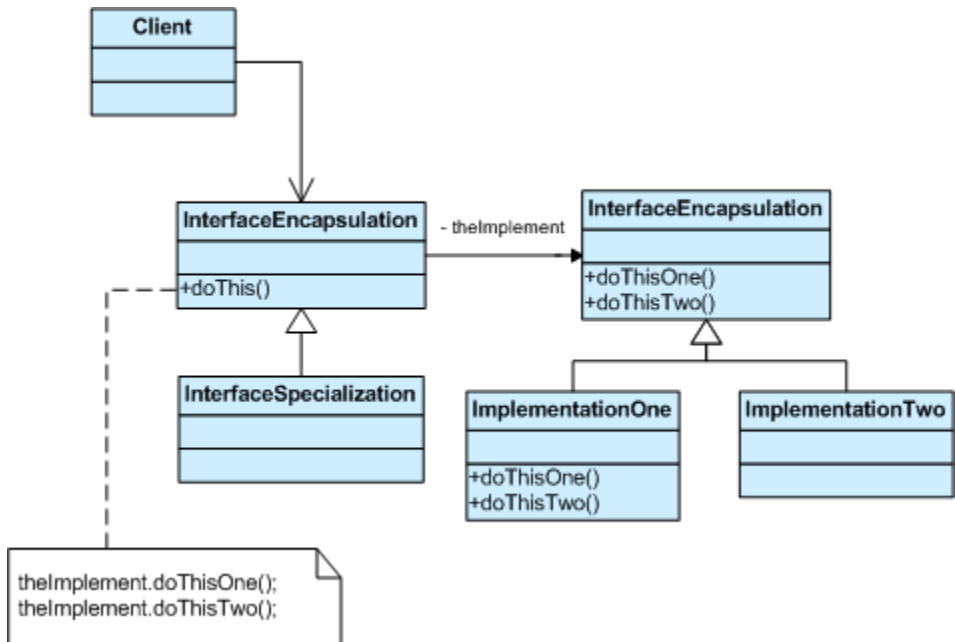 Client
InterfaceEncapsulation
+doThis()
- theImplement
InterfaceEncapsulation
+doThisOne()
+doThisTwo()
InterfaceSpecialization
ImplementationOne
+doThisOne()
+doThisTwo()
ImplementationTwo
theImplement.doThisOne();
theImplement.doThisTwo();